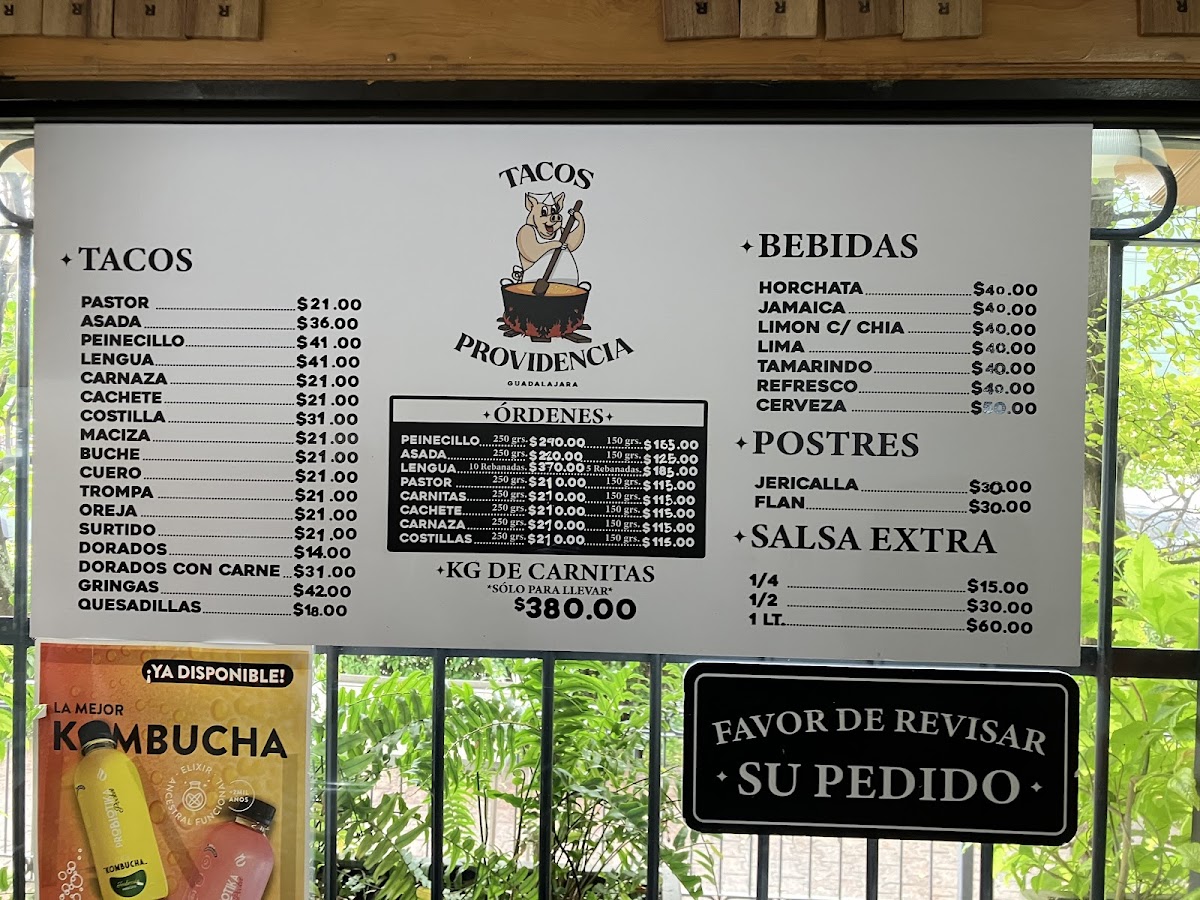 TACOS
PROVIDENCIA
GUADALAJARA
TACOS
PASTOR $21.00
ASADA $36.00
PEINECILLO $41.00
LENGUA $41.00
CARNAZA $21.00
CACHETE $21.00
COSTILLA $31.00
MACIZA $21.00
BUCHE $21.00
CUERO $21.00
TROMPA $21.00
OREJA $21.00
SURTIDO $21.00
DORADOS $14.00
DORADOS CON CARNE $31.00
GRINGAS $42.00
QUESADILLAS $18.00
ÓRDENES
PEINECILLO 250 grs. $290.00 150 grs. $165.00
ASADA 250 grs. $220.00 150 grs. $125.00
LENGUA 10 Rebanadas. $370.00 5 Rebanadas. $185.00
PASTOR 250 grs. $210.00 150 grs. $115.00
CARNITAS 250 grs. $210.00 150 grs. $115.00
CACHETE 250 grs. $210.00 150 grs. $115.00
CARNAZA 250 grs. $210.00 150 grs. $115.00
COSTILLAS 250 grs. $210.00 150 grs. $115.00
KG DE CARNITAS
*SÓLO PARA LLEVAR*
$380.00
BEBIDAS
HORCHATA $40.00
JAMAICA $40.00
LIMON C/ CHIA $40.00
LIMA $40.00
TAMARINDO $40.00
REFRESCO $40.00
CERVEZA $50.00
POSTRES
JERICALLA $30.00
FLAN $30.00
SALSA EXTRA
1/4 $15.00
1/2 $30.00
1 LT. $60.00
¡YA DISPONIBLE!
LA MEJOR
KOMBUCHA
ELIXIR
ANCESTRAL FUNCIONAL
+2MIL
AÑOS
KOMBUCHA
FAVOR DE REVISAR
SU PEDIDO